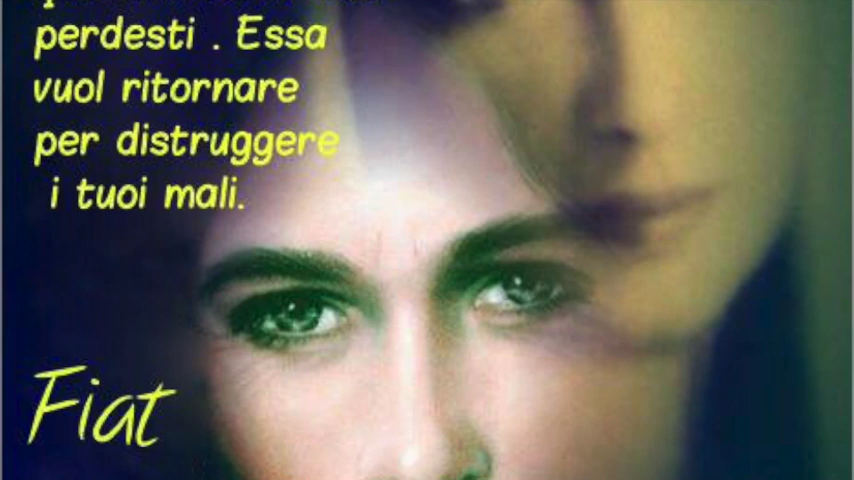 perdesti . Essa
vuol ritornare
per distruggere
i tuoi mali.
Fiat